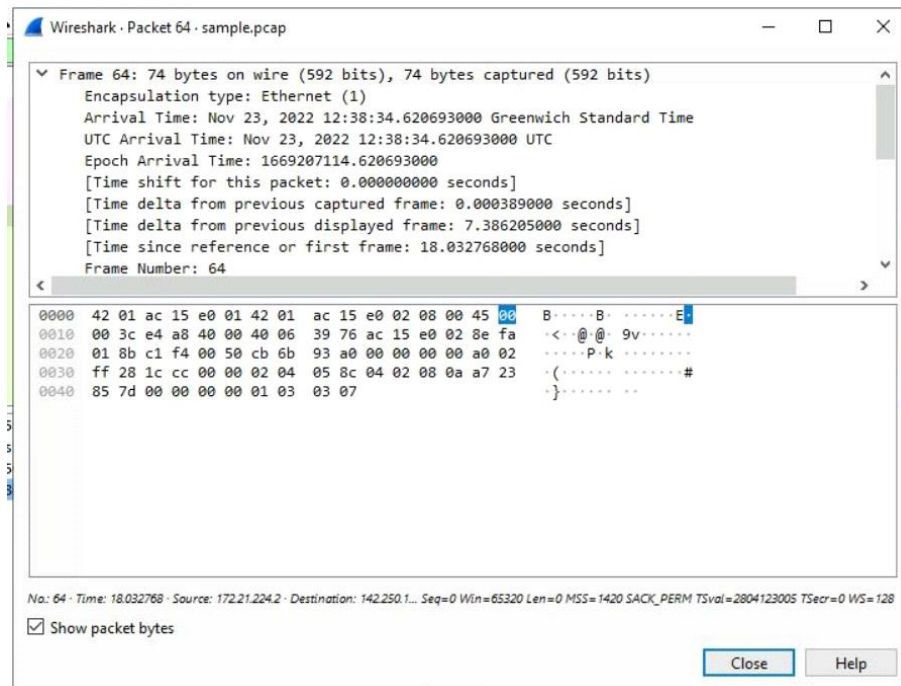 Wireshark · Packet 64 · sample.pcap
Frame 64: 74 bytes on wire (592 bits), 74 bytes captured (592 bits)
Encapsulation type: Ethernet (1)
Arrival Time: Nov 23, 2022 12:38:34.620693000 Greenwich Standard Time
UTC Arrival Time: Nov 23, 2022 12:38:34.620693000 UTC
Epoch Arrival Time: 1669207114.620693000
[Time shift for this packet: 0.000000000 seconds]
[Time delta from previous captured frame: 0.000389000 seconds]
[Time delta from previous displayed frame: 7.386205000 seconds]
[Time since reference or first frame: 18.032768000 seconds]
Frame Number: 64
0000 42 01 ac 15 e0 01 42 01 ac 15 e0 02 08 00 45 00 B·····B· ······E·
0010 00 3c e4 a8 40 00 40 06 39 76 ac 15 e0 02 8e fa ·<··@·@· 9v······
0020 01 8b c1 f4 00 50 cb 6b 93 a0 00 00 00 00 a0 02 ·····P·k ········
0030 ff 28 1c cc 00 00 02 04 05 8c 04 02 08 0a a7 23 ·(······ ·······#
0040 85 7d 00 00 00 00 01 03 03 07 ·}······ ··
No.: 64 · Time: 18.032768 · Source: 172.21.224.2 · Destination: 142.250.1... Seq=0 Win=65320 Len=0 MSS=1420 SACK_PERM TSval=2804123005 TSecr=0 WS=128
Show packet bytes
Close
Help